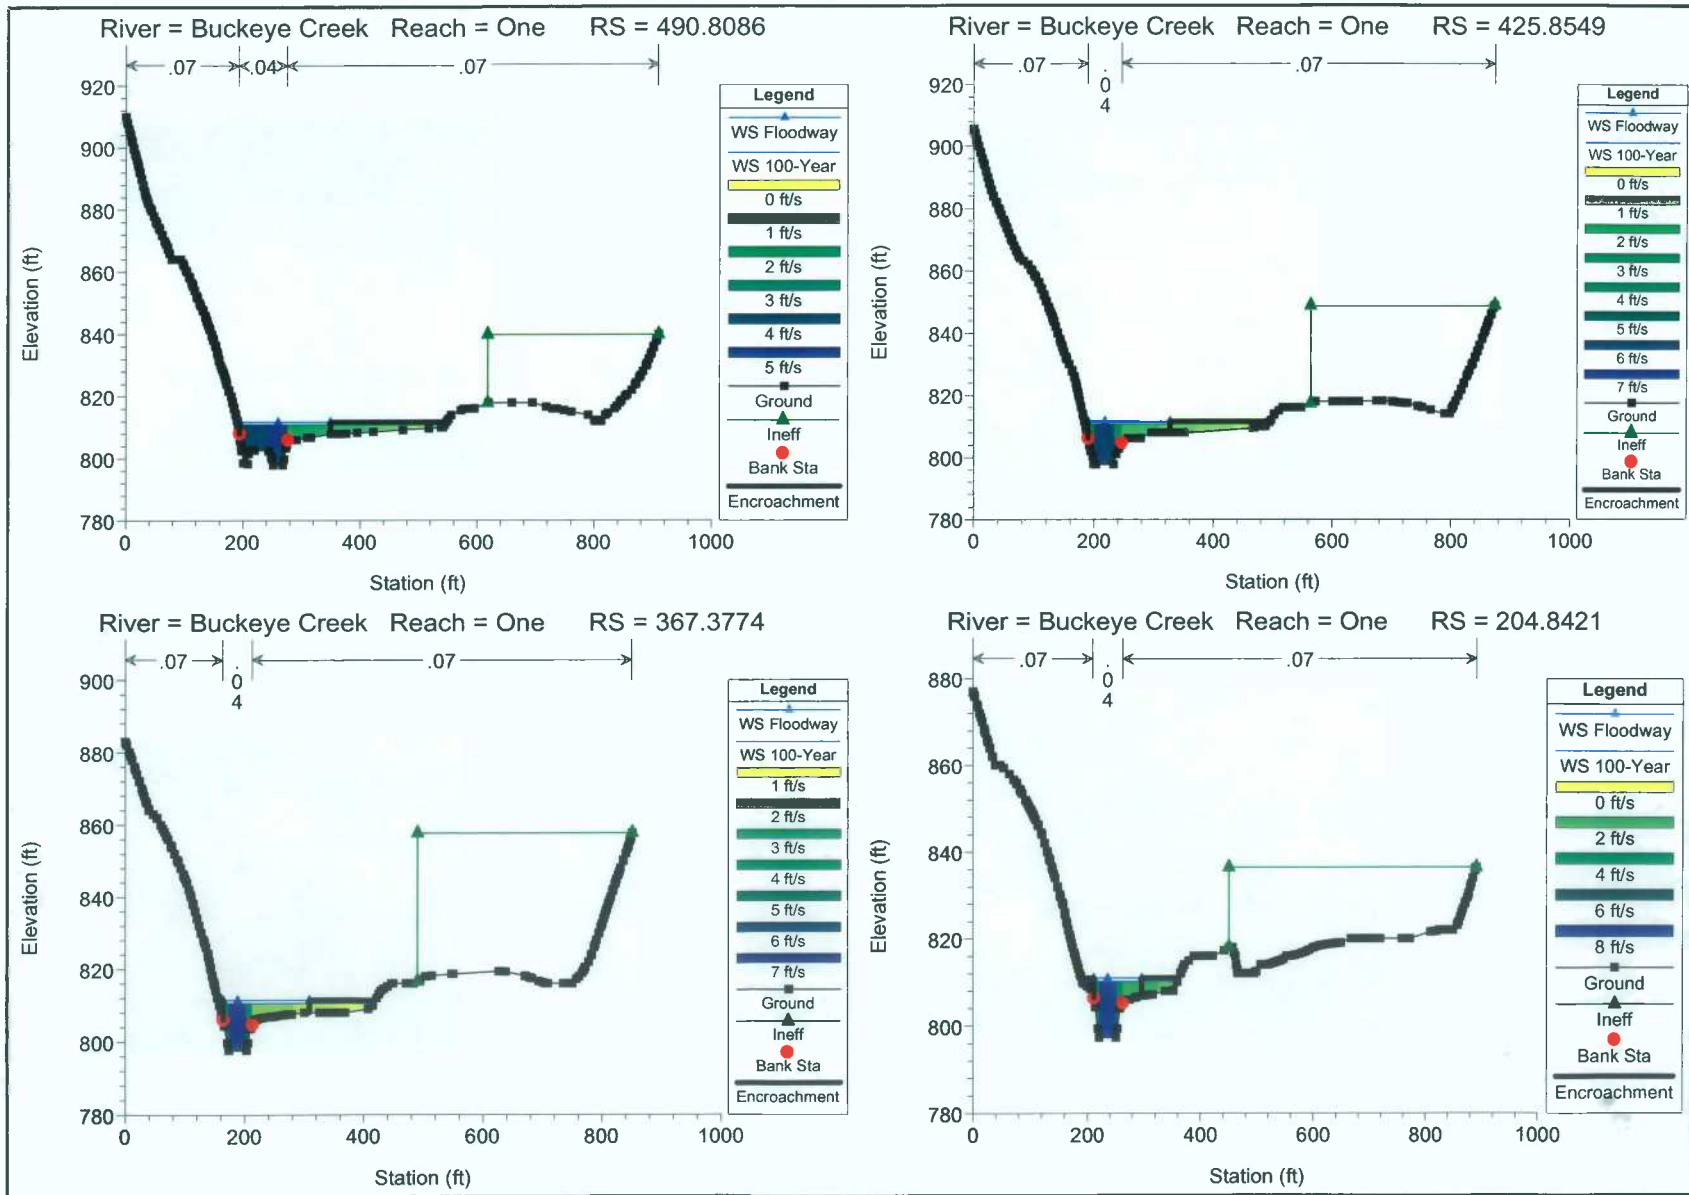 River = Buckeye Creek Reach = One RS = 490.8086
.07 .04 .07
920
900
880
860
840
820
800
780
Elevation (ft)
0 200 400 600 800 1000
Station (ft)
Legend
WS Floodway
WS 100-Year
0 ft/s
1 ft/s
2 ft/s
3 ft/s
4 ft/s
5 ft/s
Ground
Ineff
Bank Sta
Encroachment
River = Buckeye Creek Reach = One RS = 425.8549
.07 .04 .07
920
900
880
860
840
820
800
780
Elevation (ft)
0 200 400 600 800 1000
Station (ft)
Legend
WS Floodway
WS 100-Year
0 ft/s
1 ft/s
2 ft/s
3 ft/s
4 ft/s
5 ft/s
6 ft/s
7 ft/s
Ground
Ineff
Bank Sta
Encroachment
River = Buckeye Creek Reach = One RS = 367.3774
.07 .04 .07
900
880
860
840
820
800
780
Elevation (ft)
0 200 400 600 800 1000
Station (ft)
Legend
WS Floodway
WS 100-Year
1 ft/s
2 ft/s
3 ft/s
4 ft/s
5 ft/s
6 ft/s
7 ft/s
Ground
Ineff
Bank Sta
Encroachment
River = Buckeye Creek Reach = One RS = 204.8421
.07 .04 .07
880
860
840
820
800
780
Elevation (ft)
0 200 400 600 800 1000
Station (ft)
Legend
WS Floodway
WS 100-Year
0 ft/s
2 ft/s
4 ft/s
6 ft/s
8 ft/s
Ground
Ineff
Bank Sta
Encroachment